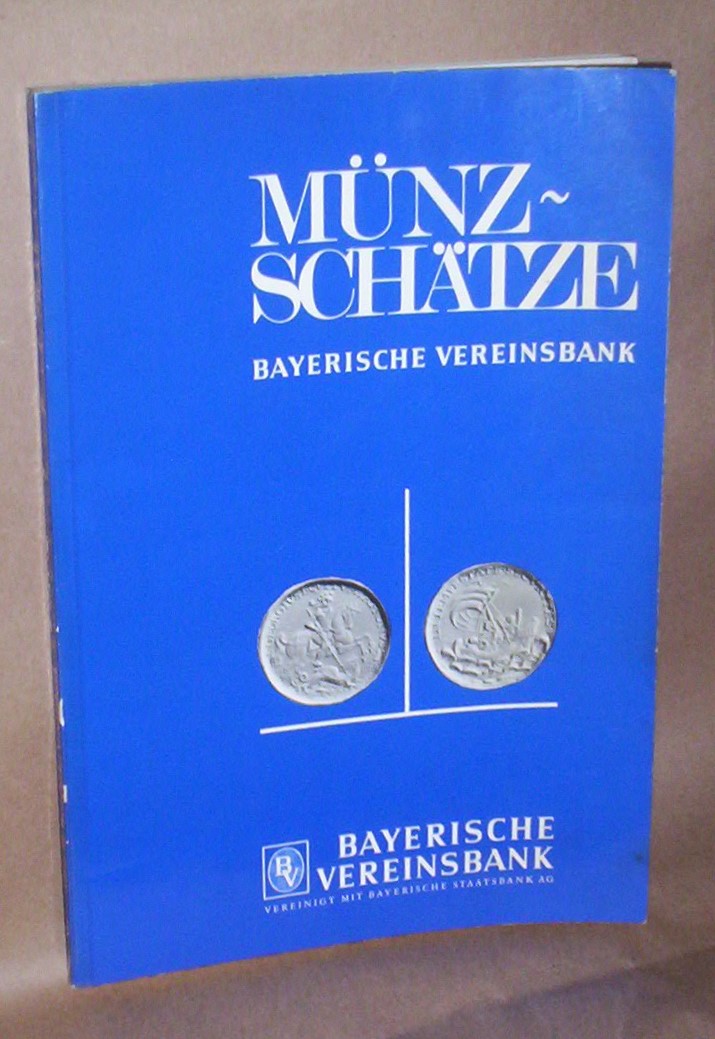 MÜNZ~
SCHÄTZE
BAYERISCHE VEREINSBANK
BV
BAYERISCHE
VEREINSBANK
VEREINIGT MIT BAYERISCHE STAATSBANK AG